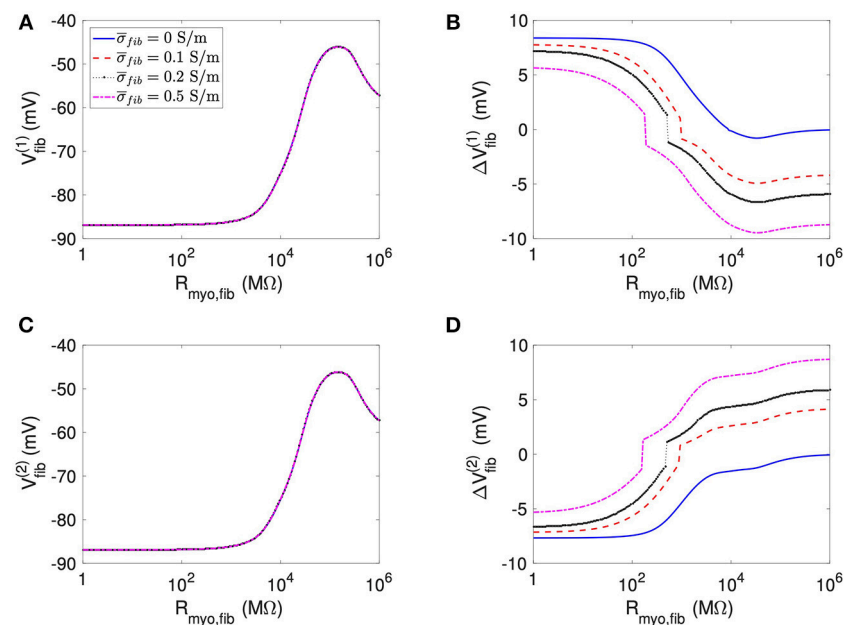 A
-40
-50
-60
-70
-80
-90
V_fib^(1) (mV)
σ̅_fib = 0 S/m
σ̅_fib = 0.1 S/m
σ̅_fib = 0.2 S/m
σ̅_fib = 0.5 S/m
1 10^2 10^4 10^6
R_myo,fib (MΩ)
B
10
5
0
-5
-10
ΔV_fib^(1) (mV)
1 10^2 10^4 10^6
R_myo,fib (MΩ)
C
-40
-50
-60
-70
-80
-90
V_fib^(2) (mV)
1 10^2 10^4 10^6
R_myo,fib (MΩ)
D
10
5
0
-5
-10
ΔV_fib^(2) (mV)
1 10^2 10^4 10^6
R_myo,fib (MΩ)